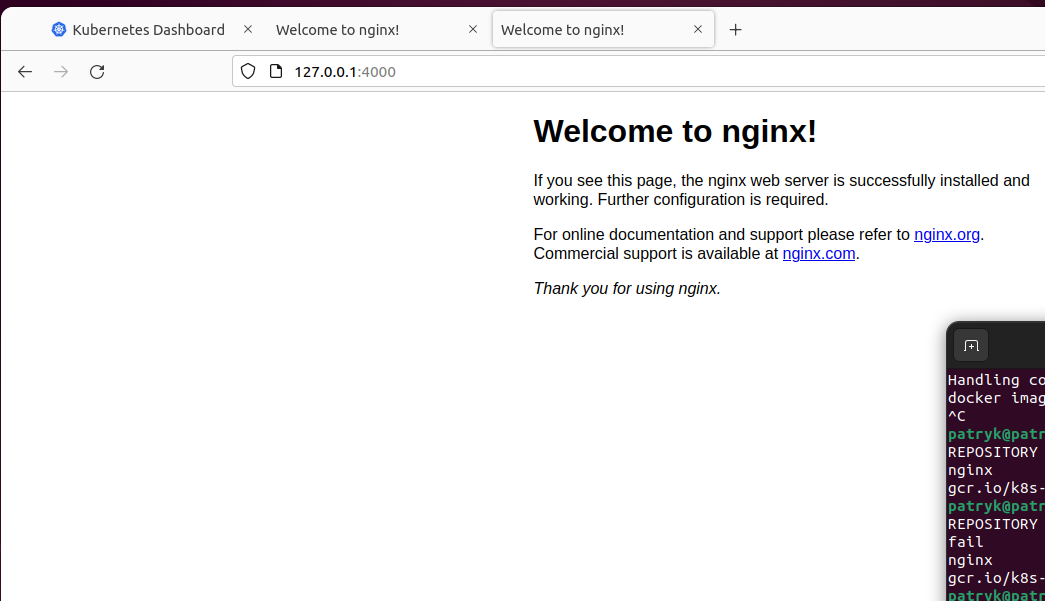 Kubernetes Dashboard
Welcome to nginx!
Welcome to nginx!
127.0.0.1:4000
Welcome to nginx!
If you see this page, the nginx web server is successfully installed and
working. Further configuration is required.
For online documentation and support please refer to nginx.org.
Commercial support is available at nginx.com.
Thank you for using nginx.
Handling co
docker imag
^C
patryk@patr
REPOSITORY
nginx
gcr.io/k8s-
patryk@patr
REPOSITORY
fail
nginx
gcr.io/k8s-
patryk@patr